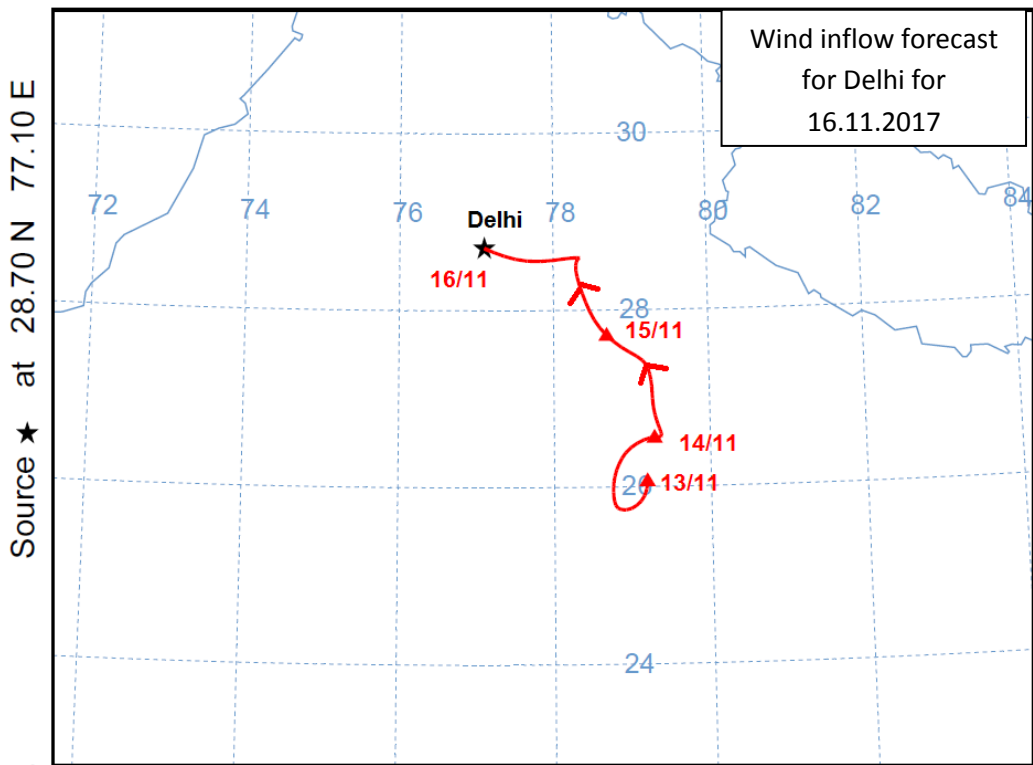 Wind inflow forecast
for Delhi for
16.11.2017
Source ★ at 28.70 N 77.10 E
30
72 74 76 78 80 82 84
Delhi
16/11
28
15/11
14/11
26
13/11
24